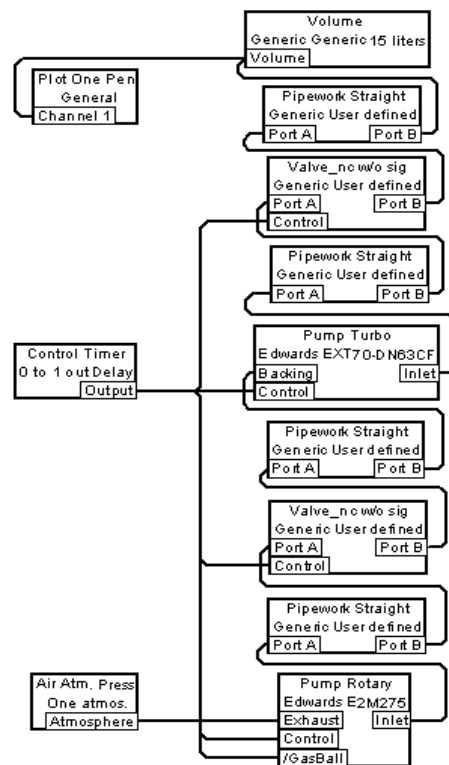 Volume
Generic Generic 15 liters
Volume
Plot One Pen
General
Channel 1
Pipework Straight
Generic User defined
Port A Port B
Valve_nc w/o sig
Generic User defined
Port A Port B
Control
Pipework Straight
Generic User defined
Port A Port B
Pump Turbo
Edwards EXT70-DN63CF
Backing Inlet
Control
Control Timer
0 to 1 out Delay
Output
Pipework Straight
Generic User defined
Port A Port B
Valve_nc w/o sig
Generic User defined
Port A Port B
Control
Pipework Straight
Generic User defined
Port A Port B
Air Atm. Press
One atmos.
Atmosphere
Pump Rotary
Edwards E2M275
Exhaust Inlet
Control
/GasBall